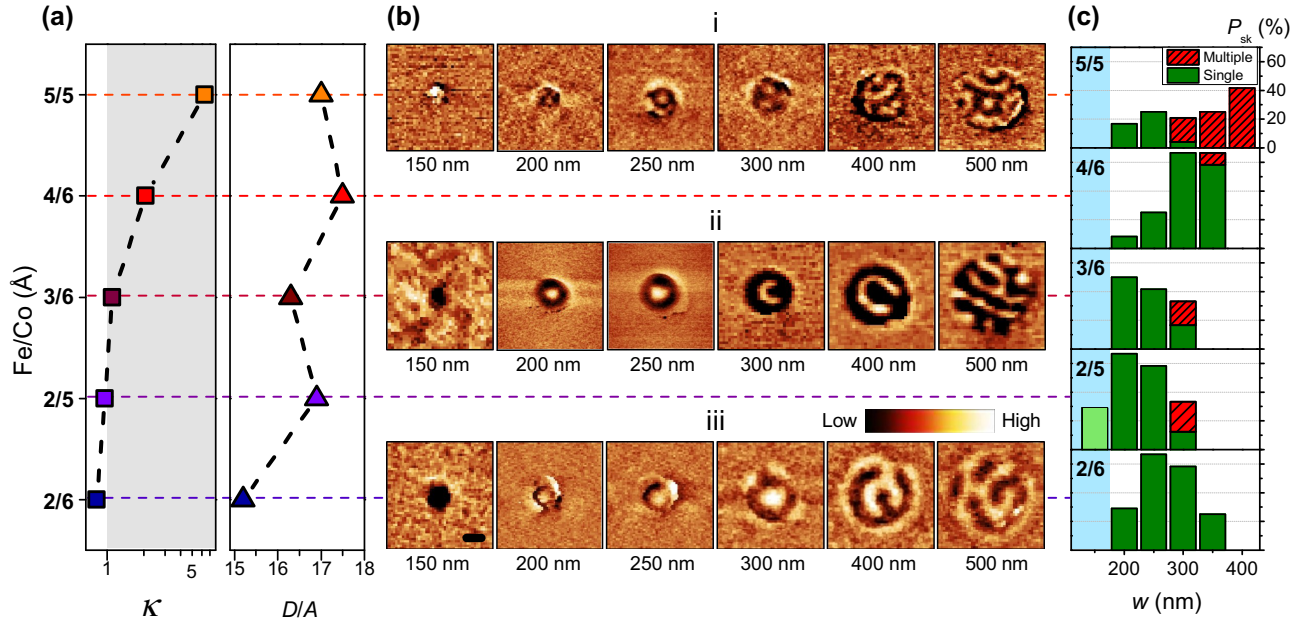 (a)
(b)
(c)
Fe/Co (Å)
5/5
4/6
3/6
2/5
2/6
1
5
κ
15
16
17
18
D/A
i
150 nm
200 nm
250 nm
300 nm
400 nm
500 nm
ii
150 nm
200 nm
250 nm
300 nm
400 nm
500 nm
iii
Low
High
150 nm
200 nm
250 nm
300 nm
400 nm
500 nm
Psk (%)
Multiple
Single
5/5
60
40
20
0
4/6
3/6
2/5
2/6
200
300
400
w (nm)